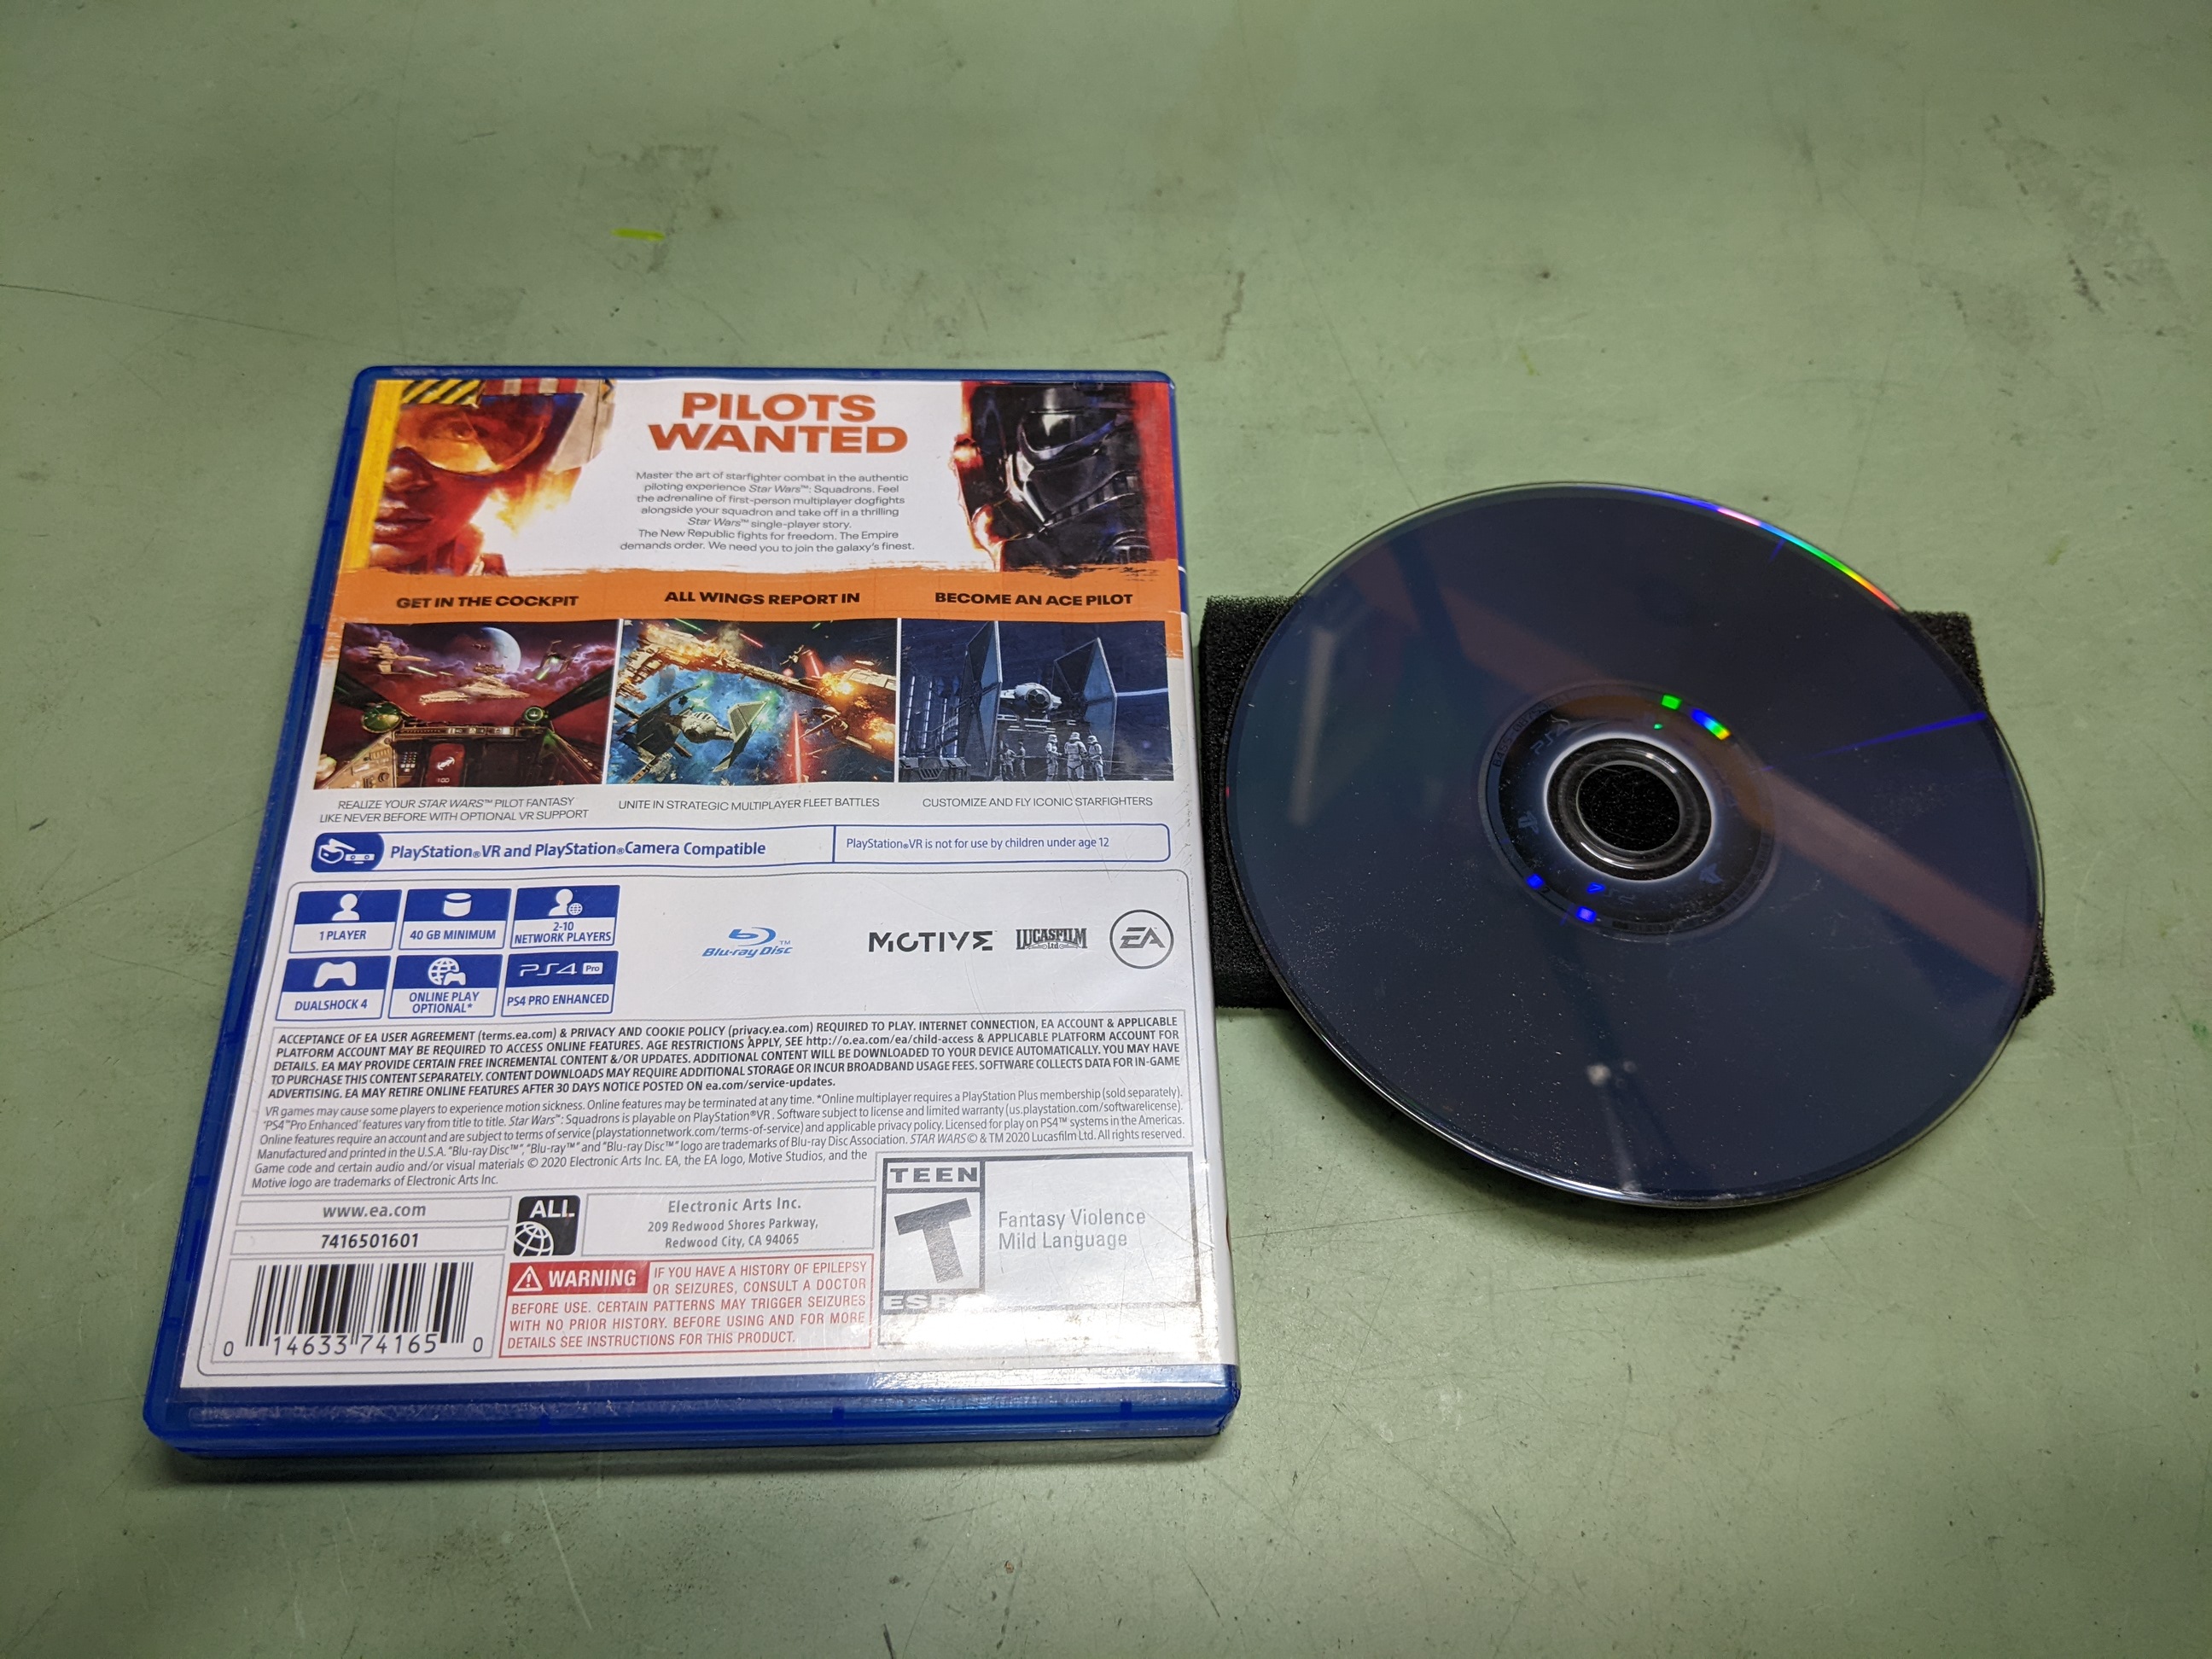 PILOTS
WANTED
Master the art of starfighter combat in the authentic
piloting experience Star Wars™: Squadrons. Feel
the adrenaline of first-person multiplayer dogfights
alongside your squadron and take off in a thrilling
Star Wars™ single-player story.
The New Republic fights for freedom. The Empire
demands order. We need you to join the galaxy's finest.
GET IN THE COCKPIT
ALL WINGS REPORT IN
BECOME AN ACE PILOT
REALIZE YOUR STAR WARS™ PILOT FANTASY
LIKE NEVER BEFORE WITH OPTIONAL VR SUPPORT
UNITE IN STRATEGIC MULTIPLAYER FLEET BATTLES
CUSTOMIZE AND FLY ICONIC STARFIGHTERS
PlayStation®VR and PlayStation®Camera Compatible
PlayStation®VR is not for use by children under age 12
1 PLAYER
40 GB MINIMUM
2-10
NETWORK PLAYERS
DUALSHOCK 4
ONLINE PLAY
OPTIONAL*
PS4 Pro
PS4 PRO ENHANCED
Blu-ray Disc™
MOTIVE
LUCASFILM
Ltd
EA
ACCEPTANCE OF EA USER AGREEMENT (terms.ea.com) & PRIVACY AND COOKIE POLICY (privacy.ea.com) REQUIRED TO PLAY. INTERNET CONNECTION, EA ACCOUNT & APPLICABLE
PLATFORM ACCOUNT MAY BE REQUIRED TO ACCESS ONLINE FEATURES. AGE RESTRICTIONS APPLY, SEE http://o.ea.com/ea/child-access & APPLICABLE PLATFORM ACCOUNT FOR
DETAILS. EA MAY PROVIDE CERTAIN FREE INCREMENTAL CONTENT &/OR UPDATES. ADDITIONAL CONTENT WILL BE DOWNLOADED TO YOUR DEVICE AUTOMATICALLY. YOU MAY HAVE
TO PURCHASE THIS CONTENT SEPARATELY. CONTENT DOWNLOADS MAY REQUIRE ADDITIONAL STORAGE OR INCUR BROADBAND USAGE FEES. SOFTWARE COLLECTS DATA FOR IN-GAME
ADVERTISING. EA MAY RETIRE ONLINE FEATURES AFTER 30 DAYS NOTICE POSTED ON ea.com/service-updates.
VR games may cause some players to experience motion sickness. Online features may be terminated at any time. *Online multiplayer requires a PlayStation Plus membership (sold separately).
'PS4™Pro Enhanced' features vary from title to title. Star Wars™: Squadrons is playable on PlayStation®VR. Software subject to license and limited warranty (us.playstation.com/softwarelicense).
Online features require an account and are subject to terms of service (playstationnetwork.com/terms-of-service) and applicable privacy policy. Licensed for play on PS4™ systems in the Americas.
Manufactured and printed in the U.S.A. "Blu-ray Disc™", "Blu-ray™" and "Blu-ray Disc™" logo are trademarks of Blu-ray Disc Association. STAR WARS © & TM 2020 Lucasfilm Ltd. All rights reserved.
Game code and certain audio and/or visual materials © 2020 Electronic Arts Inc. EA, the EA logo, Motive Studios, and the
Motive logo are trademarks of Electronic Arts Inc.
www.ea.com
7416501601
ALL
Electronic Arts Inc.
209 Redwood Shores Parkway,
Redwood City, CA 94065
WARNING
IF YOU HAVE A HISTORY OF EPILEPSY
OR SEIZURES, CONSULT A DOCTOR
BEFORE USE. CERTAIN PATTERNS MAY TRIGGER SEIZURES
WITH NO PRIOR HISTORY. BEFORE USING AND FOR MORE
DETAILS SEE INSTRUCTIONS FOR THIS PRODUCT.
0 14633 74165 0
TEEN
T
Fantasy Violence
Mild Language